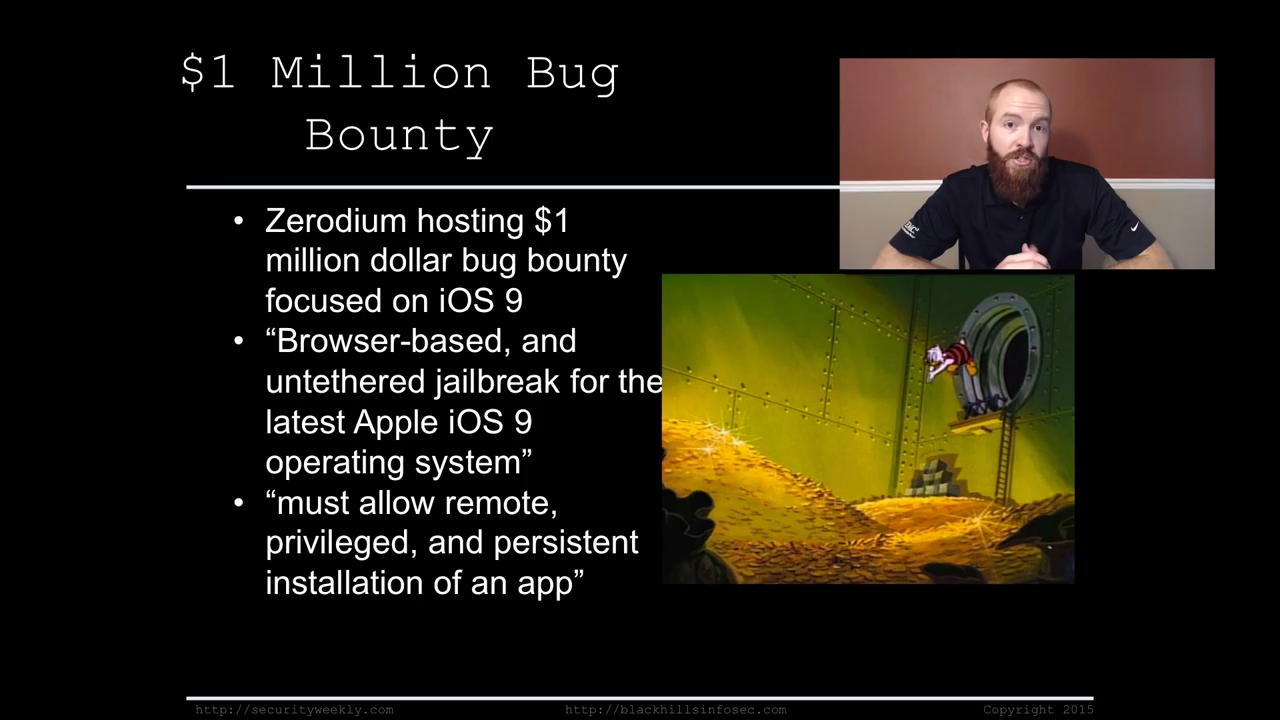 $1 Million Bug
Bounty
• Zerodium hosting $1
million dollar bug bounty
focused on iOS 9
• “Browser-based, and
untethered jailbreak for the
latest Apple iOS 9
operating system”
• “must allow remote,
privileged, and persistent
installation of an app”
http://securityweekly.com
http://blackhillsinfosec.com
Copyright 2015